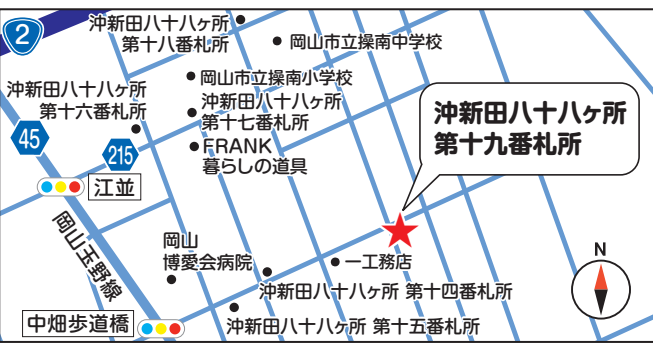 2
沖新田八十八ヶ所
第十八番札所
岡山市立操南中学校
岡山市立操南小学校
沖新田八十八ヶ所
第十六番札所
沖新田八十八ヶ所
第十七番札所
沖新田八十八ヶ所
第十九番札所
45
215
FRANK
暮らしの道具
江並
岡山玉野線
岡山
博愛会病院
一工務店
N
沖新田八十八ヶ所 第十四番札所
中畑歩道橋
沖新田八十八ヶ所 第十五番札所